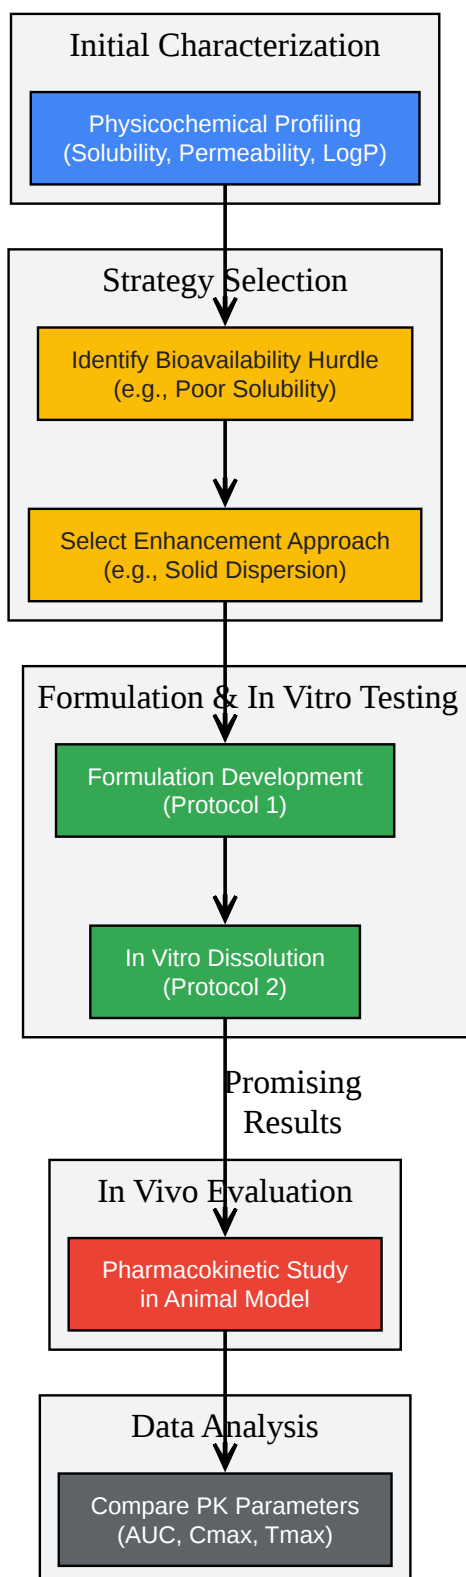 Initial Characterization
Physicochemical Profiling
(Solubility, Permeability, LogP)
Strategy Selection
Identify Bioavailability Hurdle
(e.g., Poor Solubility)
Select Enhancement Approach
(e.g., Solid Dispersion)
Formulation & In Vitro Testing
Formulation Development
(Protocol 1)
In Vitro Dissolution
(Protocol 2)
Promising
Results
In Vivo Evaluation
Pharmacokinetic Study
in Animal Model
Data Analysis
Compare PK Parameters
(AUC, Cmax, Tmax)